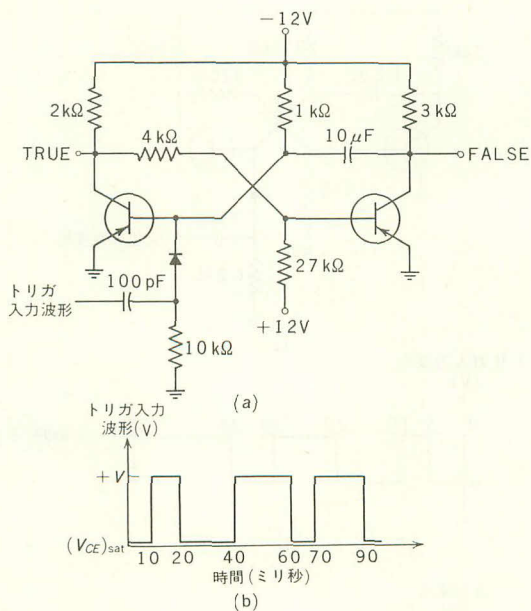 −12V
2kΩ
1kΩ
3kΩ
4kΩ
10μF
TRUE
FALSE
27kΩ
100pF
トリガ
入力波形
+12V
10kΩ
(a)
トリガ入力
波形(V)
+V
(VCE)sat
10 20 40 60 70 90
時間(ミリ秒)
(b)